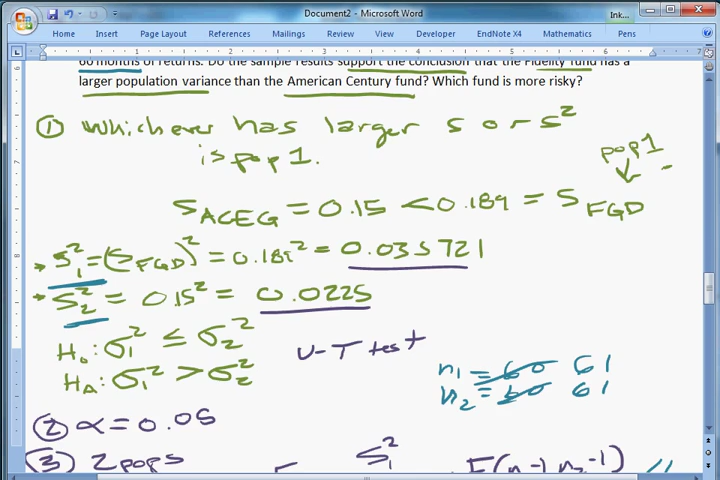 Document2 - Microsoft Word
Ink...
Home Insert Page Layout References Mailings Review View Developer EndNote X4 Mathematics Pens
60 months of returns. Do the sample results support the conclusion that the Fidelity fund has a
larger population variance than the American Century fund? Which fund is more risky?
① Whichever has larger s or s²
is pop 1.
pop 1
S_ACEG = 0.15 < 0.189 = S_FGD
S₁² = (S_FGD)² = 0.189² = 0.035721
S₂² = 0.15² = 0.0225
H₀: σ₁² ≤ σ₂²
H_A: σ₁² > σ₂²
U-T test
n₁ = 60 61
n₂ = 60 61
② α = 0.05
③ 2 pops
S₁²
F(n₁-1, n₂-1)